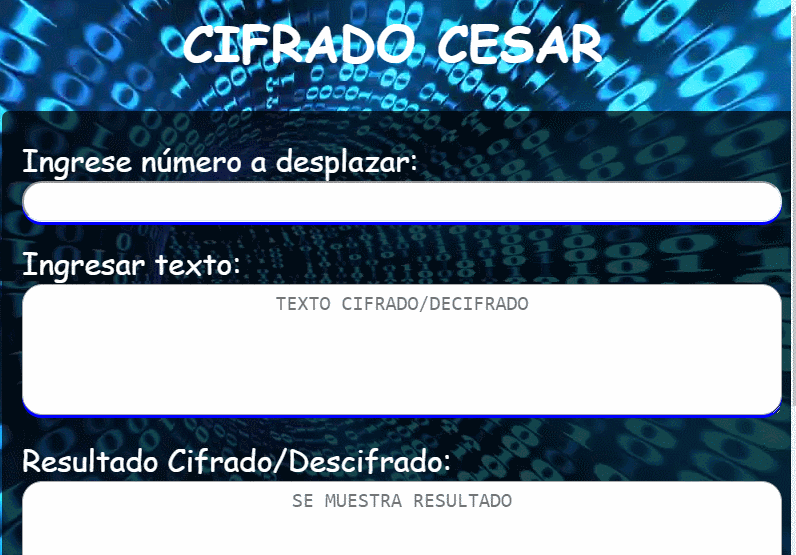 CIFRADO CESAR
Ingrese número a desplazar:
Ingresar texto:
TEXTO CIFRADO/DECIFRADO
Resultado Cifrado/Descifrado:
SE MUESTRA RESULTADO